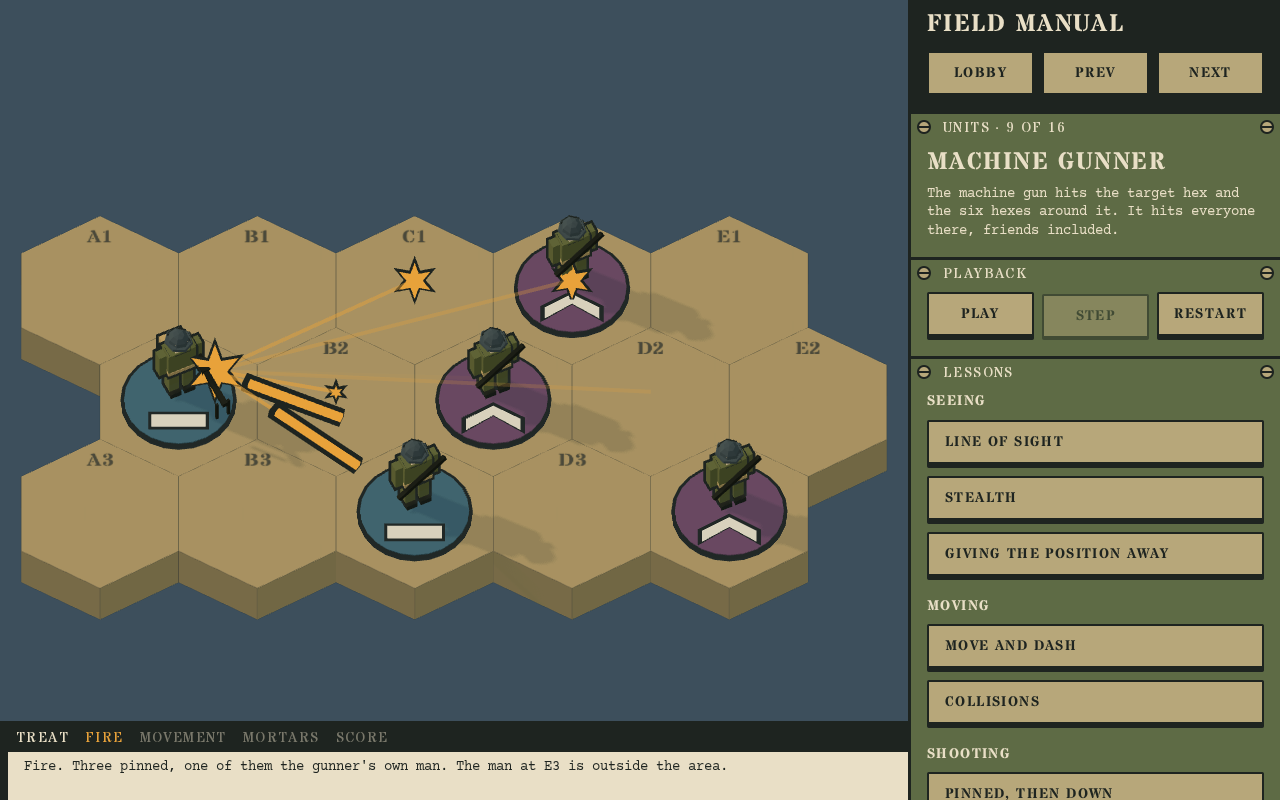 FIELD MANUAL
LOBBY
PREV
NEXT
UNITS · 9 OF 16
MACHINE GUNNER
The machine gun hits the target hex and
the six hexes around it. It hits everyone
there, friends included.
PLAYBACK
PLAY
STEP
RESTART
LESSONS
SEEING
LINE OF SIGHT
STEALTH
GIVING THE POSITION AWAY
MOVING
MOVE AND DASH
COLLISIONS
SHOOTING
PINNED, THEN DOWN
A1
B1
C1
E1
B2
D2
E2
A3
B3
D3
TREAT FIRE MOVEMENT MORTARS SCORE
Fire. Three pinned, one of them the gunner's own man. The man at E3 is outside the area.